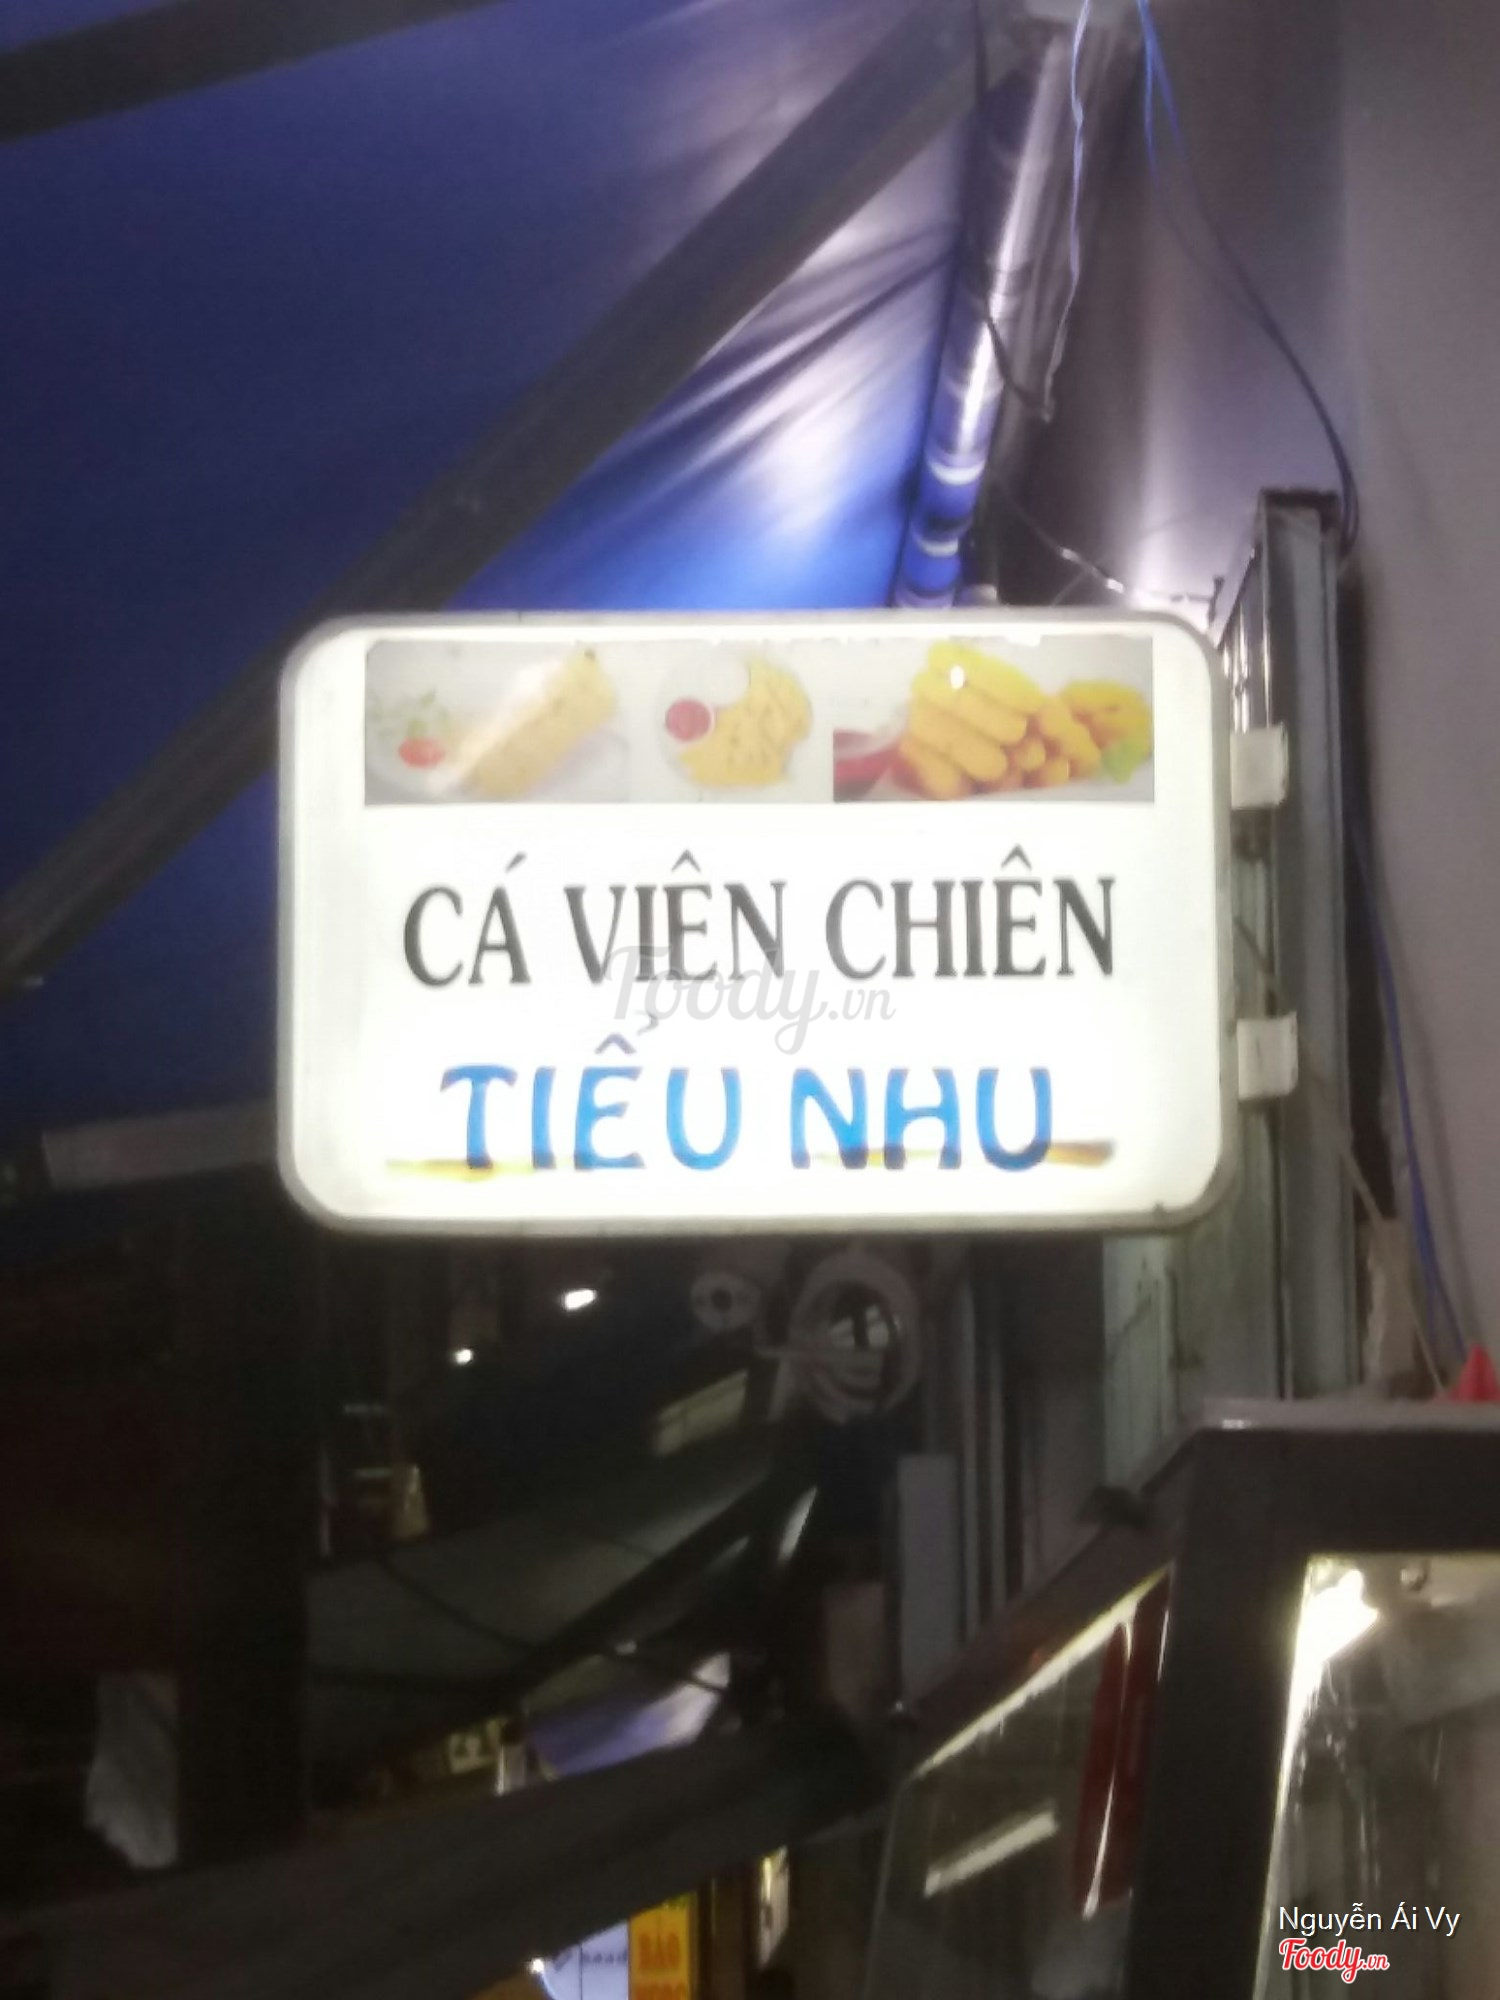 CÁ VIÊN CHIÊN
Foody.vn
TIỂU NHU
Nguyễn Ái Vy
Foody.vn